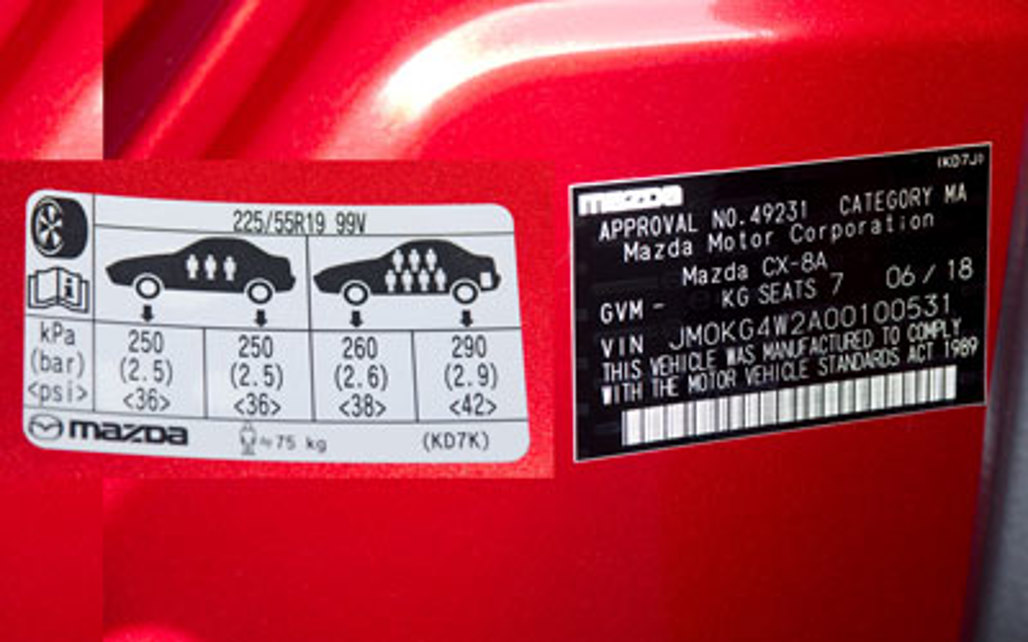 225/55R19 99V
kPa
(bar)
<psi>
250 250 260 290
(2.5) (2.5) (2.6) (2.9)
<36> <36> <38> <42>
mazda ≈75 kg (KD7K)
(KD7J)
mazda
APPROVAL NO.49231 CATEGORY MA
Mazda Motor Corporation
Mazda CX-8A
GVM - KG SEATS 7 06/18
VIN JM0KG4W2A00100531
THIS VEHICLE WAS MANUFACTURED TO COMPLY
WITH THE MOTOR VEHICLE STANDARDS ACT 1989